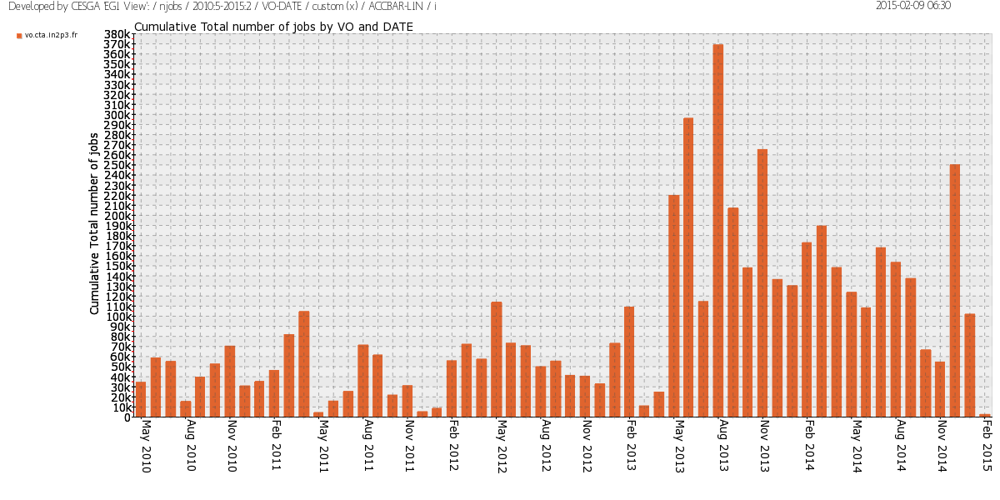 Developed by CESGA 'EGI View': / njobs / 2010:5-2015:2 / VO-DATE / custom (x) / ACCBAR-LIN / i
2015-02-09 06:30
Cumulative Total number of jobs by VO and DATE
vo.cta.in2p3.fr
Cumulative Total number of jobs
380k
370k
360k
350k
340k
330k
320k
310k
300k
290k
280k
270k
260k
250k
240k
230k
220k
210k
200k
190k
180k
170k
160k
150k
140k
130k
120k
110k
100k
90k
80k
70k
60k
50k
40k
30k
20k
10k
0
May 2010
Aug 2010
Nov 2010
Feb 2011
May 2011
Aug 2011
Nov 2011
Feb 2012
May 2012
Aug 2012
Nov 2012
Feb 2013
May 2013
Aug 2013
Nov 2013
Feb 2014
May 2014
Aug 2014
Nov 2014
Feb 2015